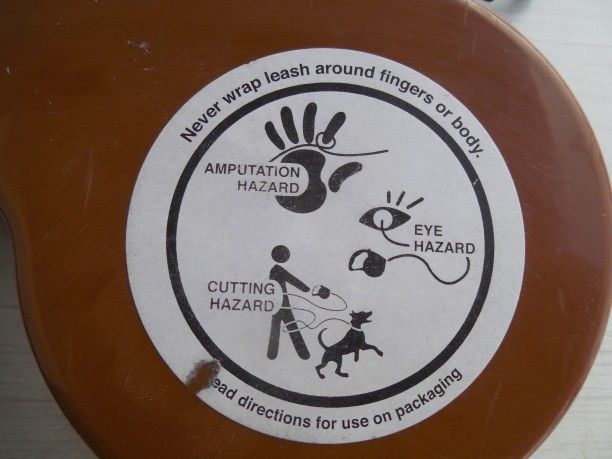 Never wrap leash around fingers or body.
AMPUTATION
HAZARD
EYE
HAZARD
CUTTING
HAZARD
directions for use on packaging